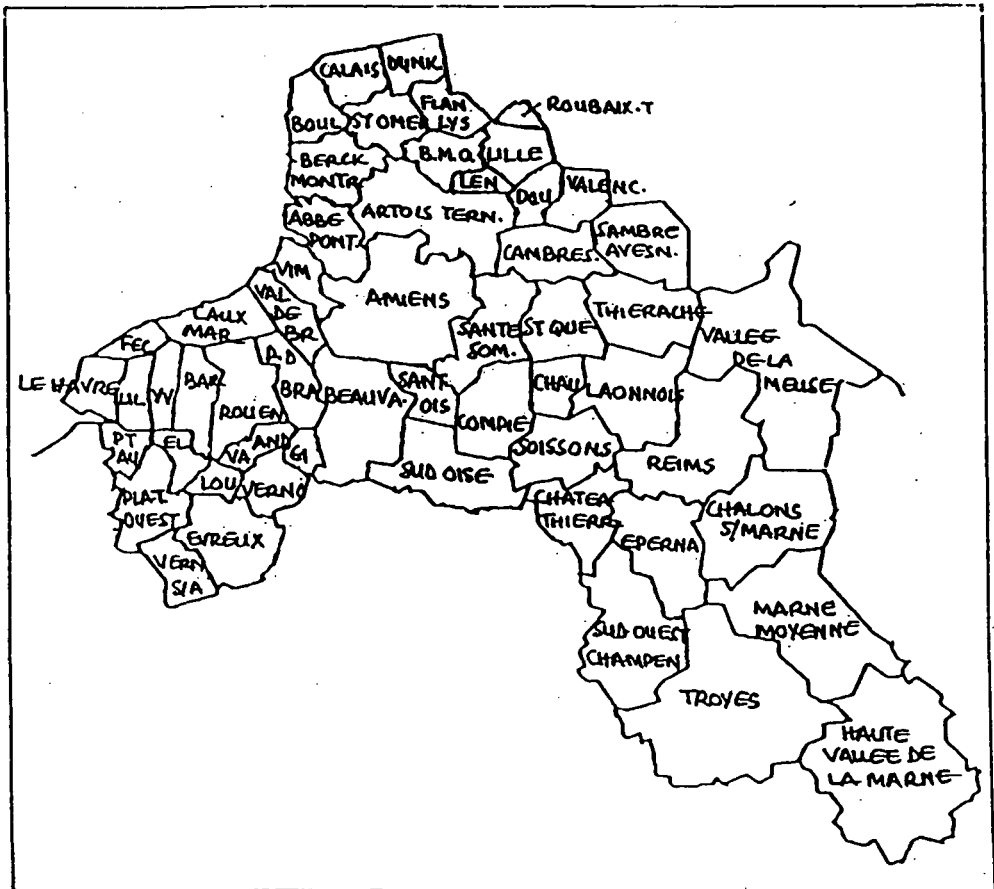 CALAIS
DUNK.
ROUBAIX.T
BOUL
ST OMER
FLAN
LYS
BERCK
MONTR
B.M.Q.
LILLE
LEN
DOU
VALENC.
ABBE
PONT.
ARTOIS TERN.
CAMBRES.
SAMBRE
AVESN.
VIM
VAL
DE
BR
AMIENS
SANTE
SOM.
ST QUE
THIERACHE
VALLEE
DE-LA
MEUSE
CAUX
MAR
FEC
LE HAVRE
LIL
YV
BAR
ROUEN
BRA
BEAUVA.
SANT
OIS
COMPIE
CHAU
LAONNOIS
PT
AU
EL
VA
AND
GI
SUD OISE
SOISSONS
REIMS
PLAT
OUEST
LOU
VERNO
CHATEA
THIERR
EPERNA
CHALONS
S/MARNE
EVREUX
VERN
S/A
SUD OUEST
CHAMPEN
MARNE
MOYENNE
TROYES
HAUTE
VALLEE DE
LA MARNE